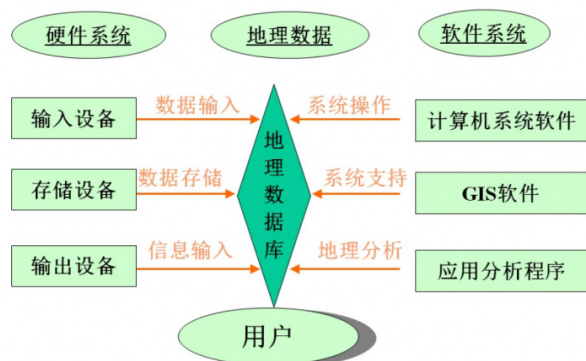 硬件系统 地理数据 软件系统
输入设备 数据输入 系统操作 计算机系统软件
存储设备 数据存储 系统支持 GIS软件
输出设备 信息输入 地理分析 应用分析程序
地理数据库
用户